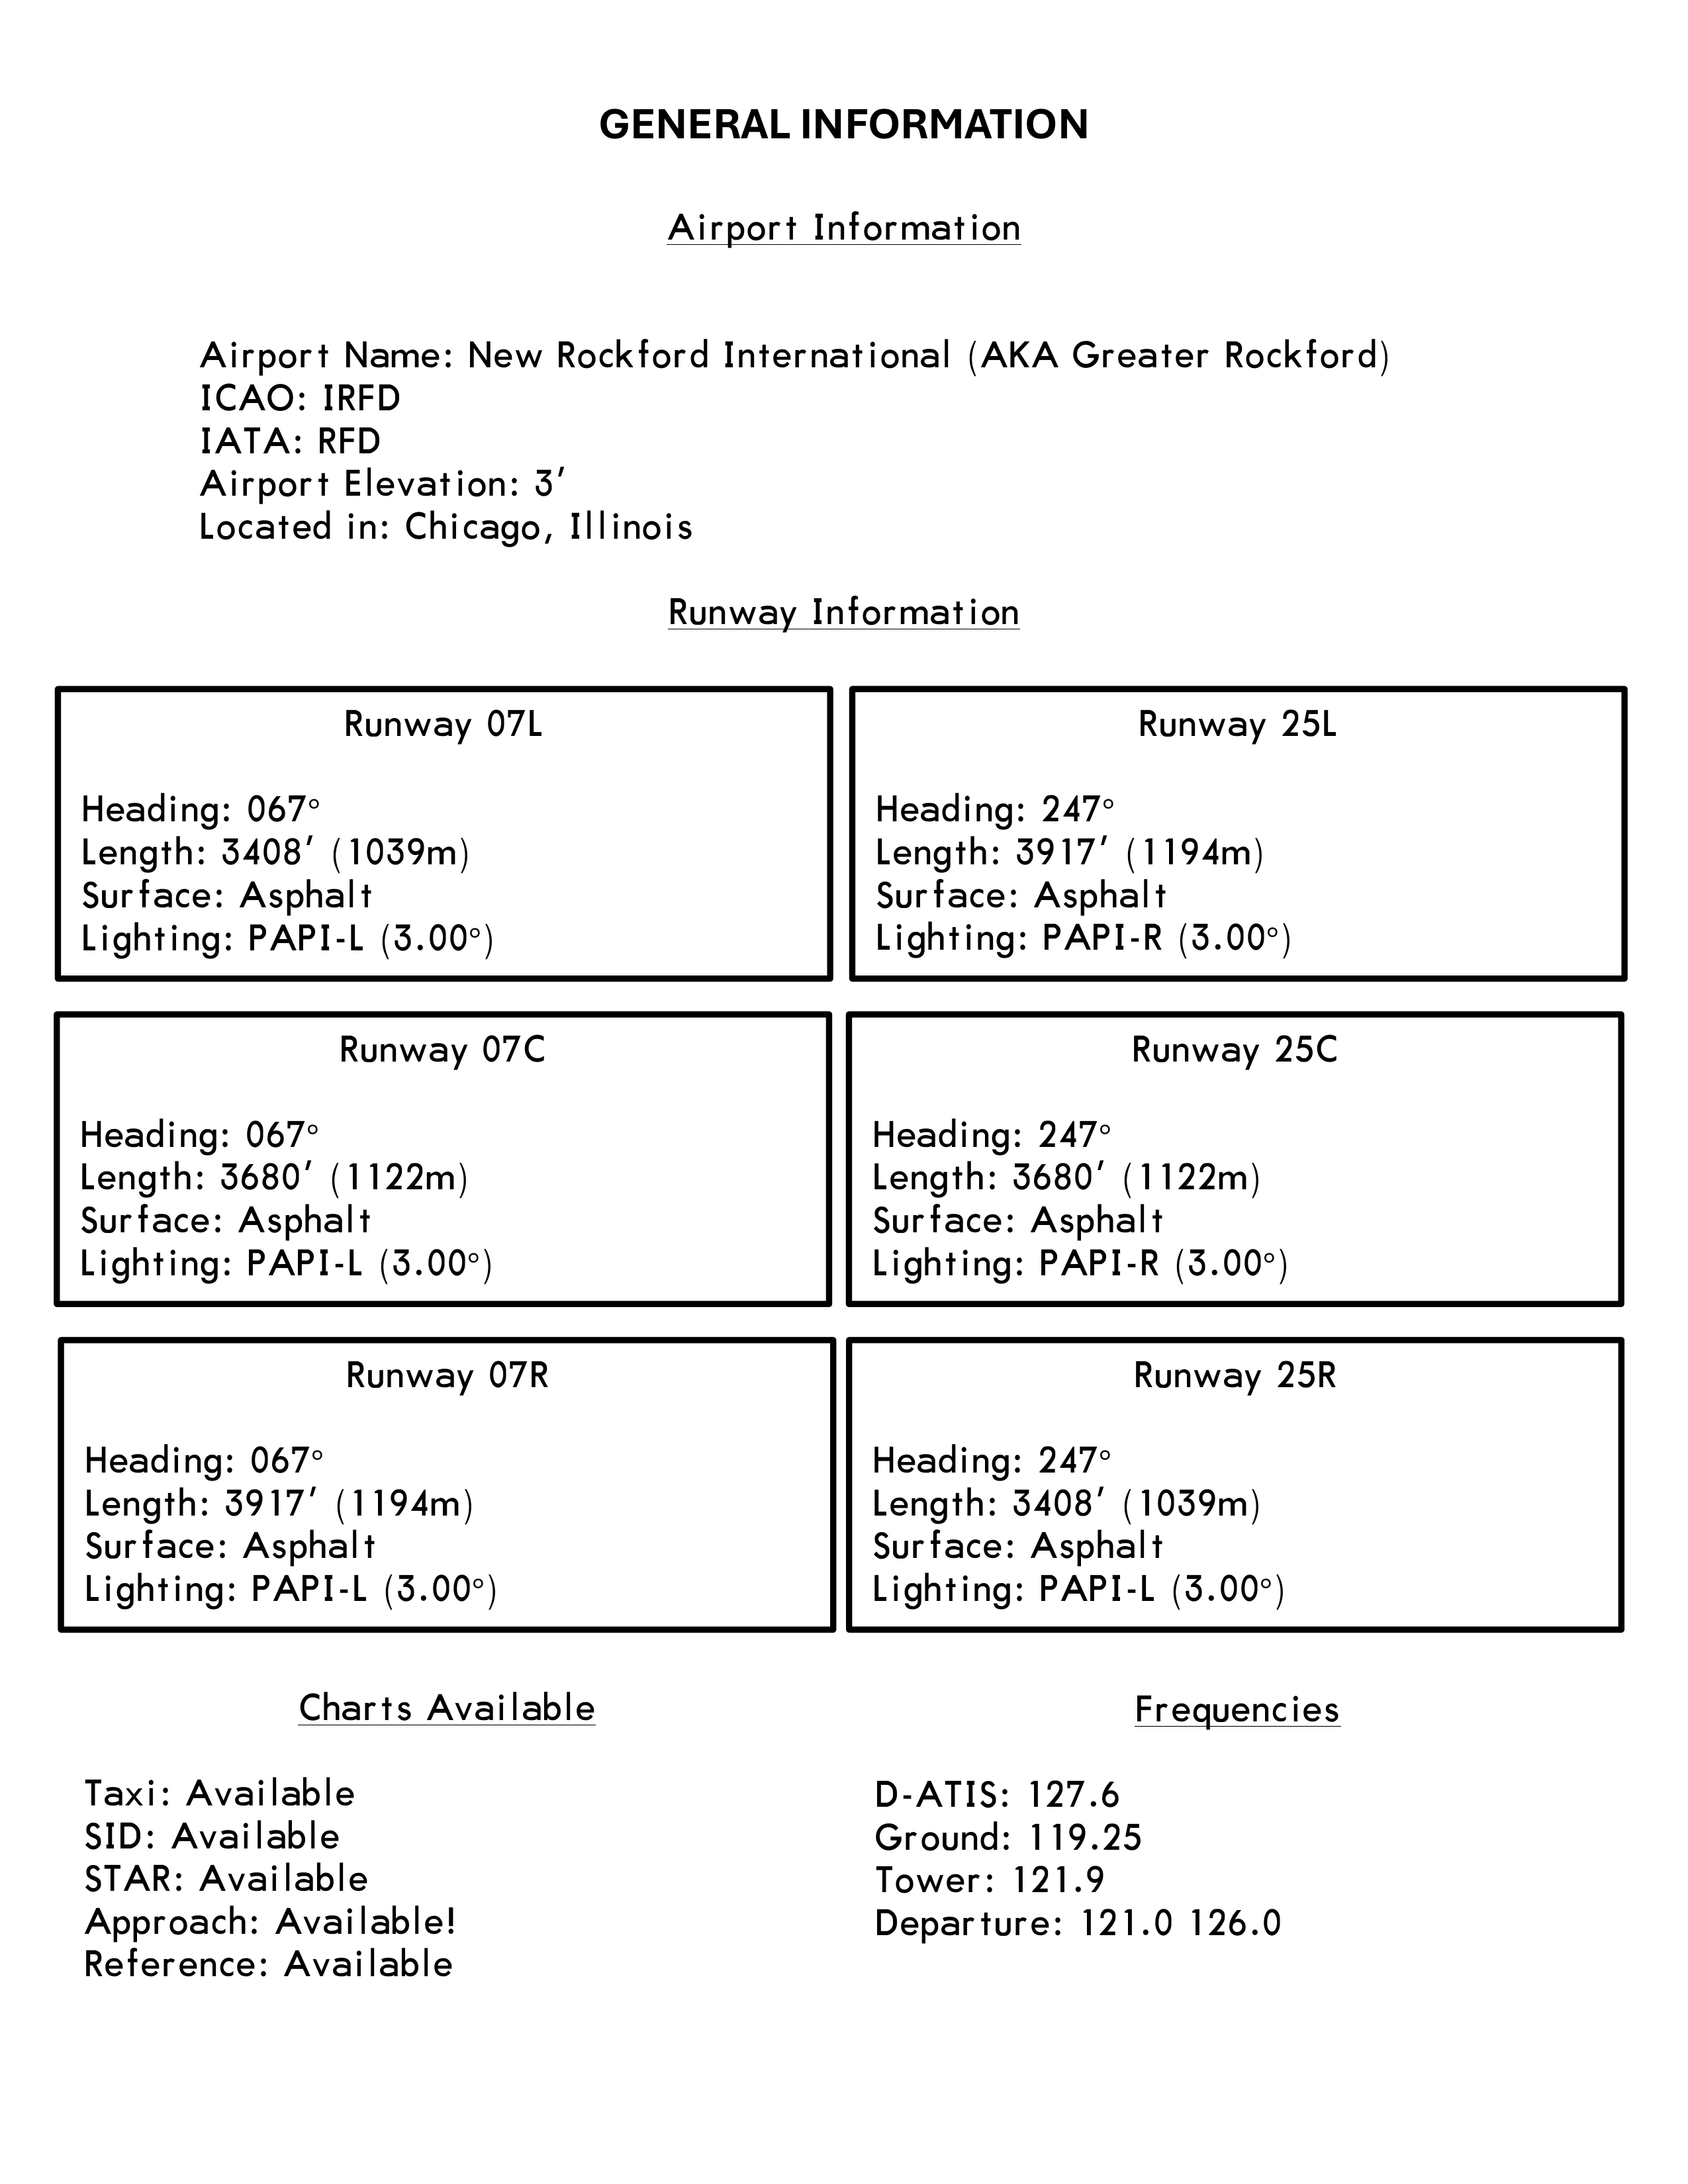 GENERAL INFORMATION
Airport Information
Airport Name: New Rockford International (AKA Greater Rockford)
ICAO: IRFD
IATA: RFD
Airport Elevation: 3’
Located in: Chicago, Illinois
Runway Information
Runway 07L
Heading: 067°
Length: 3408’ (1039m)
Surface: Asphalt
Lighting: PAPI-L (3.00°)
Runway 25L
Heading: 247°
Length: 3917’ (1194m)
Surface: Asphalt
Lighting: PAPI-R (3.00°)
Runway 07C
Heading: 067°
Length: 3680’ (1122m)
Surface: Asphalt
Lighting: PAPI-L (3.00°)
Runway 25C
Heading: 247°
Length: 3680’ (1122m)
Surface: Asphalt
Lighting: PAPI-R (3.00°)
Runway 07R
Heading: 067°
Length: 3917’ (1194m)
Surface: Asphalt
Lighting: PAPI-L (3.00°)
Runway 25R
Heading: 247°
Length: 3408’ (1039m)
Surface: Asphalt
Lighting: PAPI-L (3.00°)
Charts Available
Taxi: Available
SID: Available
STAR: Available
Approach: Available!
Reference: Available
Frequencies
D-ATIS: 127.6
Ground: 119.25
Tower: 121.9
Departure: 121.0 126.0